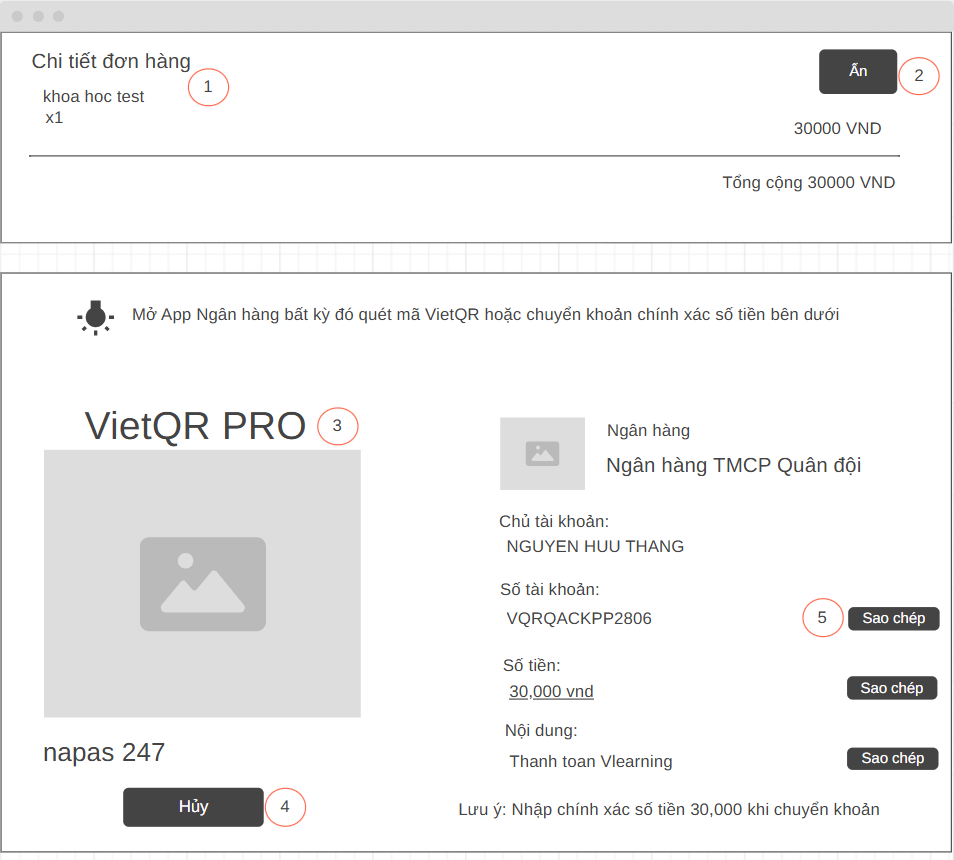 Chi tiết đơn hàng
1
Ẩn
2
khoa hoc test
x1
30000 VND
Tổng cộng 30000 VND
Mở App Ngân hàng bất kỳ đó quét mã VietQR hoặc chuyển khoản chính xác số tiền bên dưới
VietQR PRO
3
napas 247
Hủy
4
Ngân hàng
Ngân hàng TMCP Quân đội
Chủ tài khoản:
NGUYEN HUU THANG
Số tài khoản:
VQRQACKPP2806
5
Sao chép
Số tiền:
30,000 vnd
Sao chép
Nội dung:
Thanh toan Vlearning
Sao chép
Lưu ý: Nhập chính xác số tiền 30,000 khi chuyển khoản